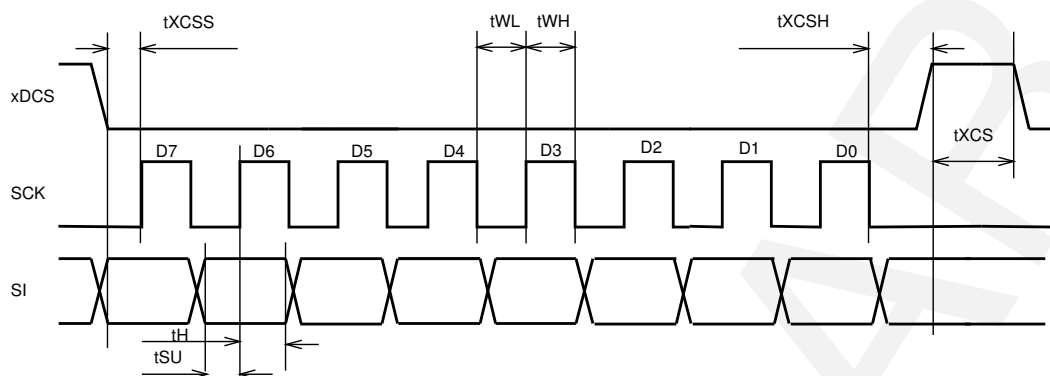 tXCSS tWL tWH tXCSH
xDCS
tXCS
D7 D6 D5 D4 D3 D2 D1 D0
SCK
SI
tH
tSU